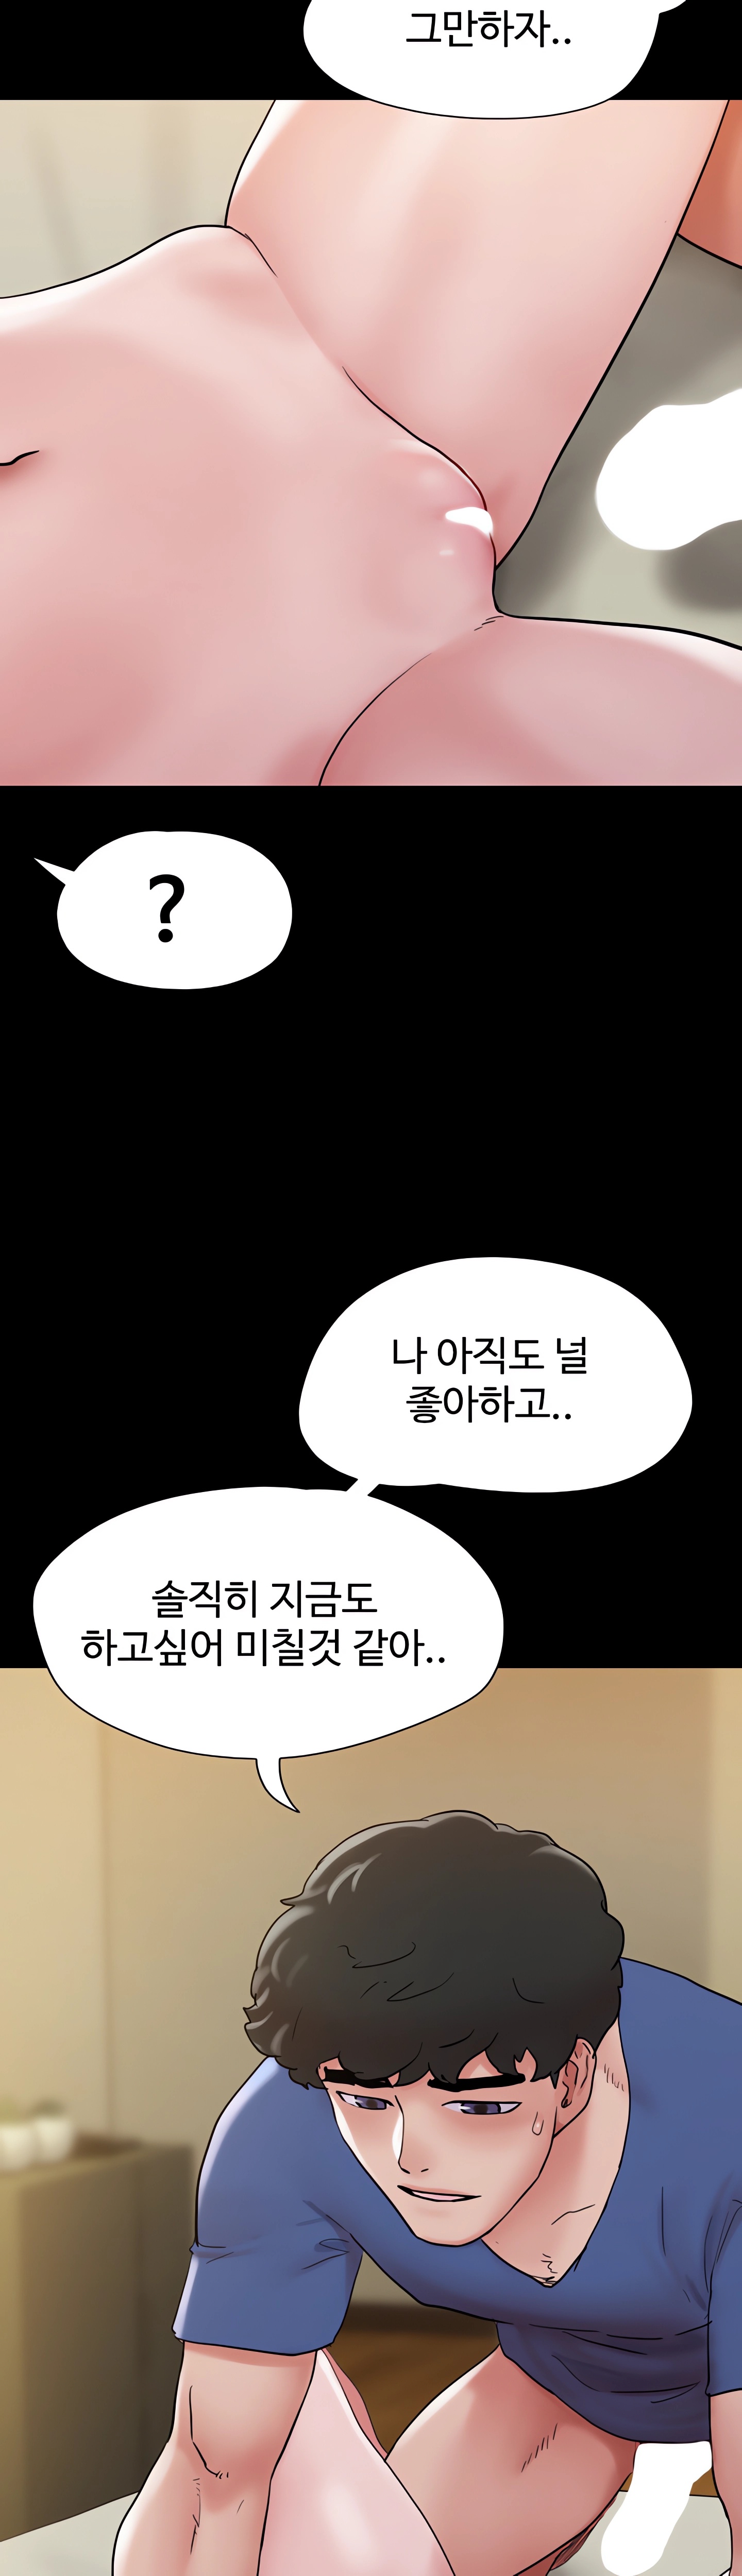 그만하자..
?
나 아직도 널
좋아하고..
솔직히 지금도
하고싶어 미칠것 같아..